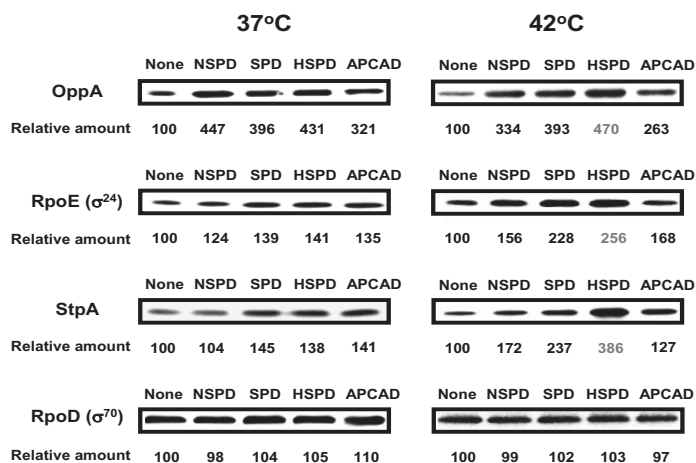 37°C 42°C
None NSPD SPD HSPD APCAD None NSPD SPD HSPD APCAD
OppA
Relative amount 100 447 396 431 321 100 334 393 470 263
None NSPD SPD HSPD APCAD None NSPD SPD HSPD APCAD
RpoE (σ²⁴)
Relative amount 100 124 139 141 135 100 156 228 256 168
None NSPD SPD HSPD APCAD None NSPD SPD HSPD APCAD
StpA
Relative amount 100 104 145 138 141 100 172 237 386 127
None NSPD SPD HSPD APCAD None NSPD SPD HSPD APCAD
RpoD (σ⁷⁰)
Relative amount 100 98 104 105 110 100 99 102 103 97